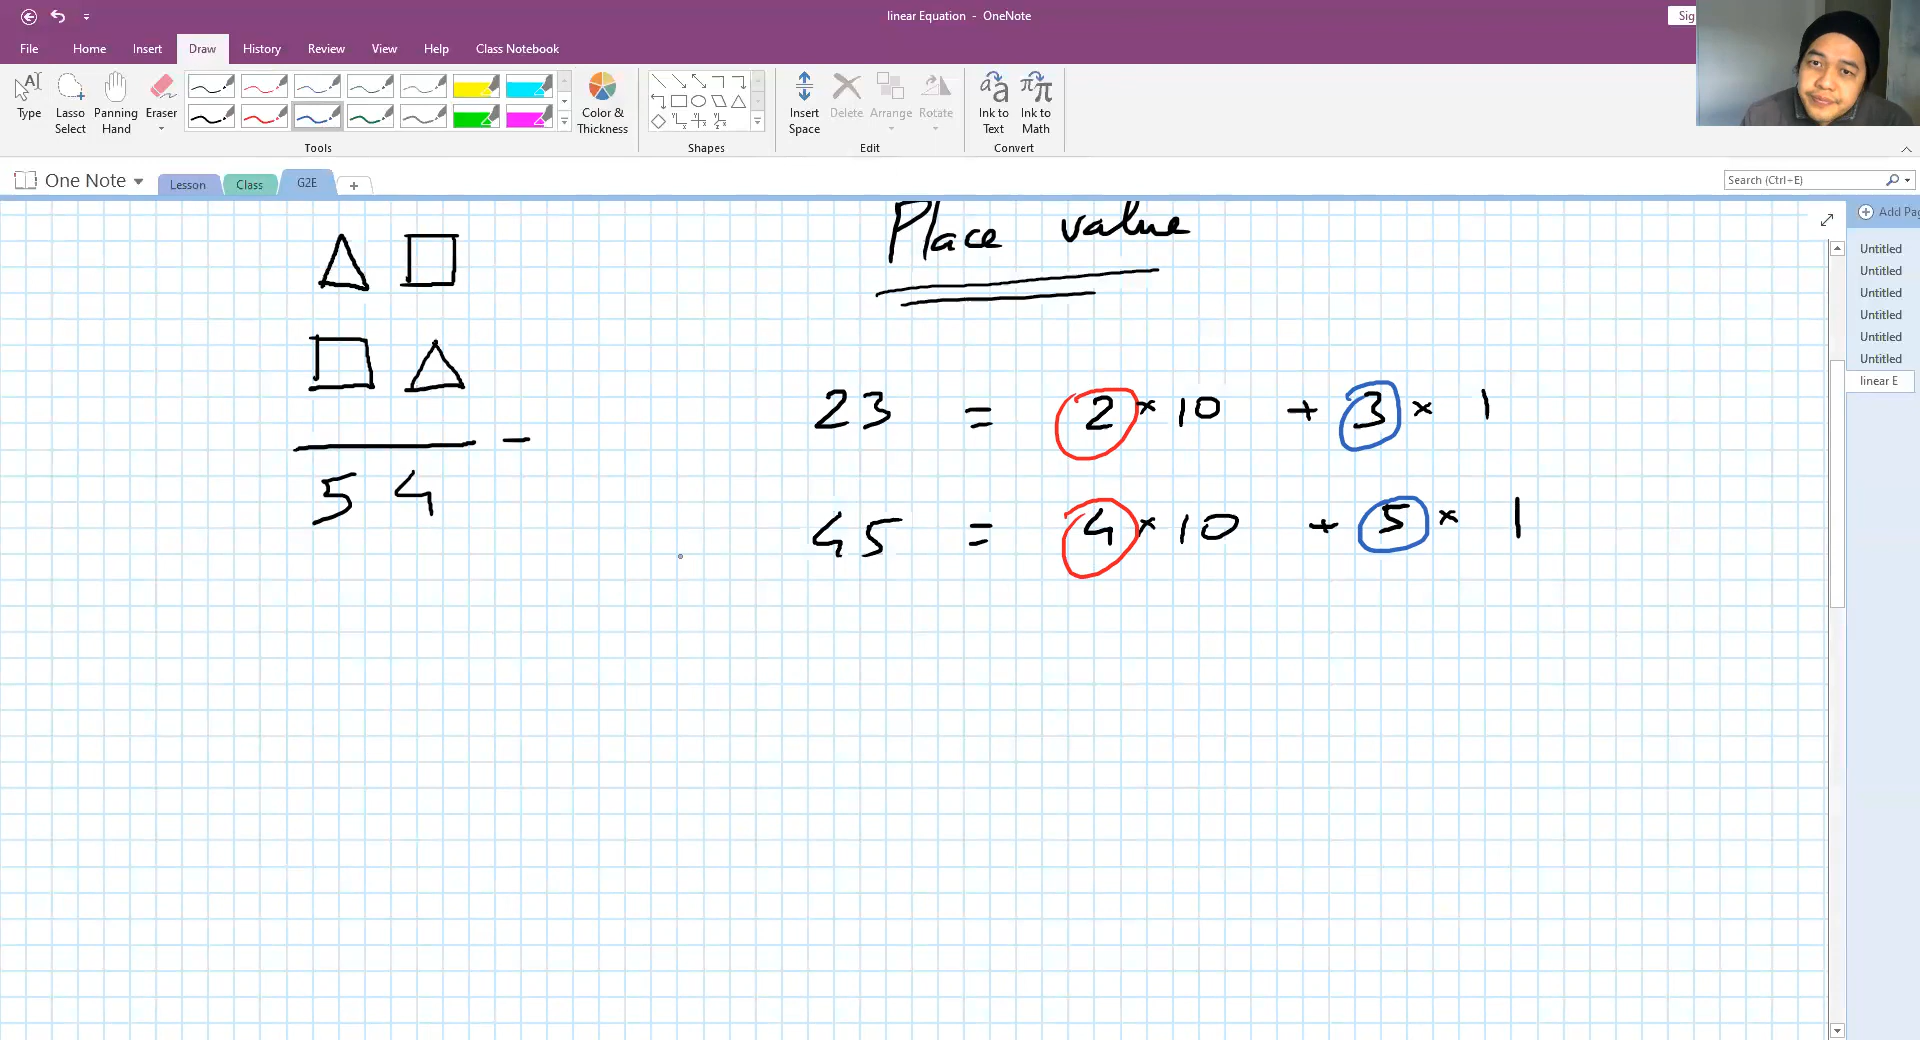 linear Equation - OneNote
Sig
File Home Insert Draw History Review View Help Class Notebook
Type
Lasso Select
Panning Hand
Eraser
Color & Thickness
Insert Space
Delete
Arrange
Rotate
Ink to Text
Ink to Math
Tools Shapes Edit Convert
One Note Lesson Class G2E
Search (Ctrl+E)
Add Pag
Untitled
Untitled
Untitled
Untitled
Untitled
Untitled
linear E
△ □
□ △
−
5 4
Place value
23 = 2 × 10 + 3 × 1
45 = 4 × 10 + 5 × 1